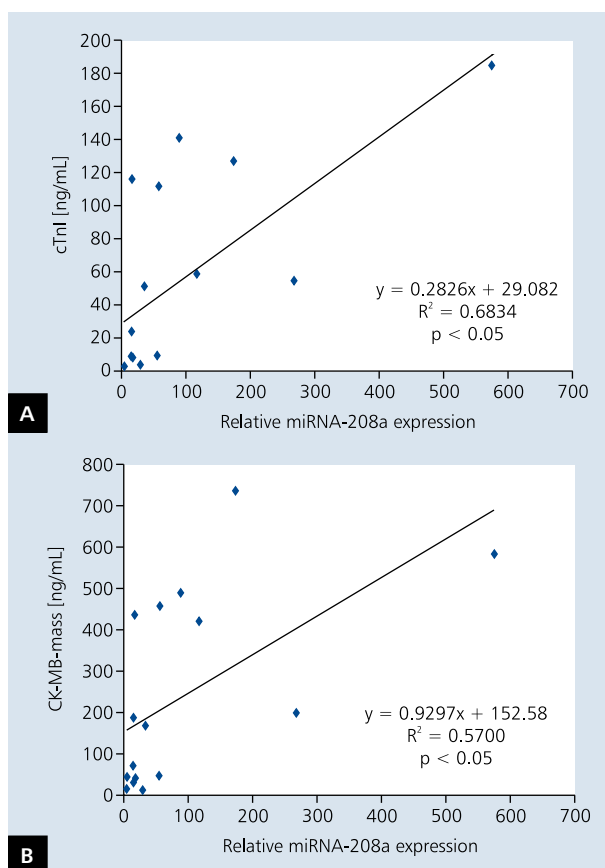 200
180
160
140
120
100
80
60
40
20
0
cTnI [ng/mL]
y = 0.2826x + 29.082
R² = 0.6834
p < 0.05
0 100 200 300 400 500 600 700
Relative miRNA-208a expression
A
800
700
600
500
400
300
200
100
0
CK-MB-mass [ng/mL]
y = 0.9297x + 152.58
R² = 0.5700
p < 0.05
0 100 200 300 400 500 600 700
Relative miRNA-208a expression
B